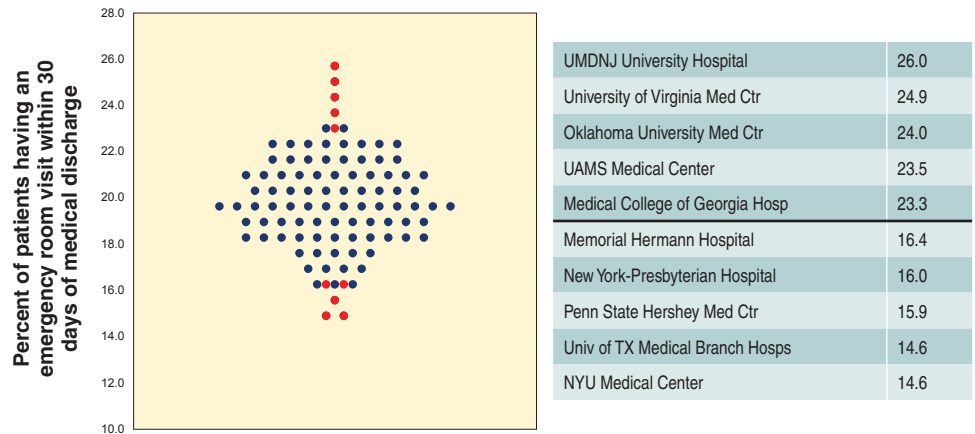 Percent of patients having an
emergency room visit within 30
days of medical discharge
28.0
26.0
24.0
22.0
20.0
18.0
16.0
14.0
12.0
10.0
UMDNJ University Hospital 26.0
University of Virginia Med Ctr 24.9
Oklahoma University Med Ctr 24.0
UAMS Medical Center 23.5
Medical College of Georgia Hosp 23.3
Memorial Hermann Hospital 16.4
New York-Presbyterian Hospital 16.0
Penn State Hershey Med Ctr 15.9
Univ of TX Medical Branch Hosps 14.6
NYU Medical Center 14.6